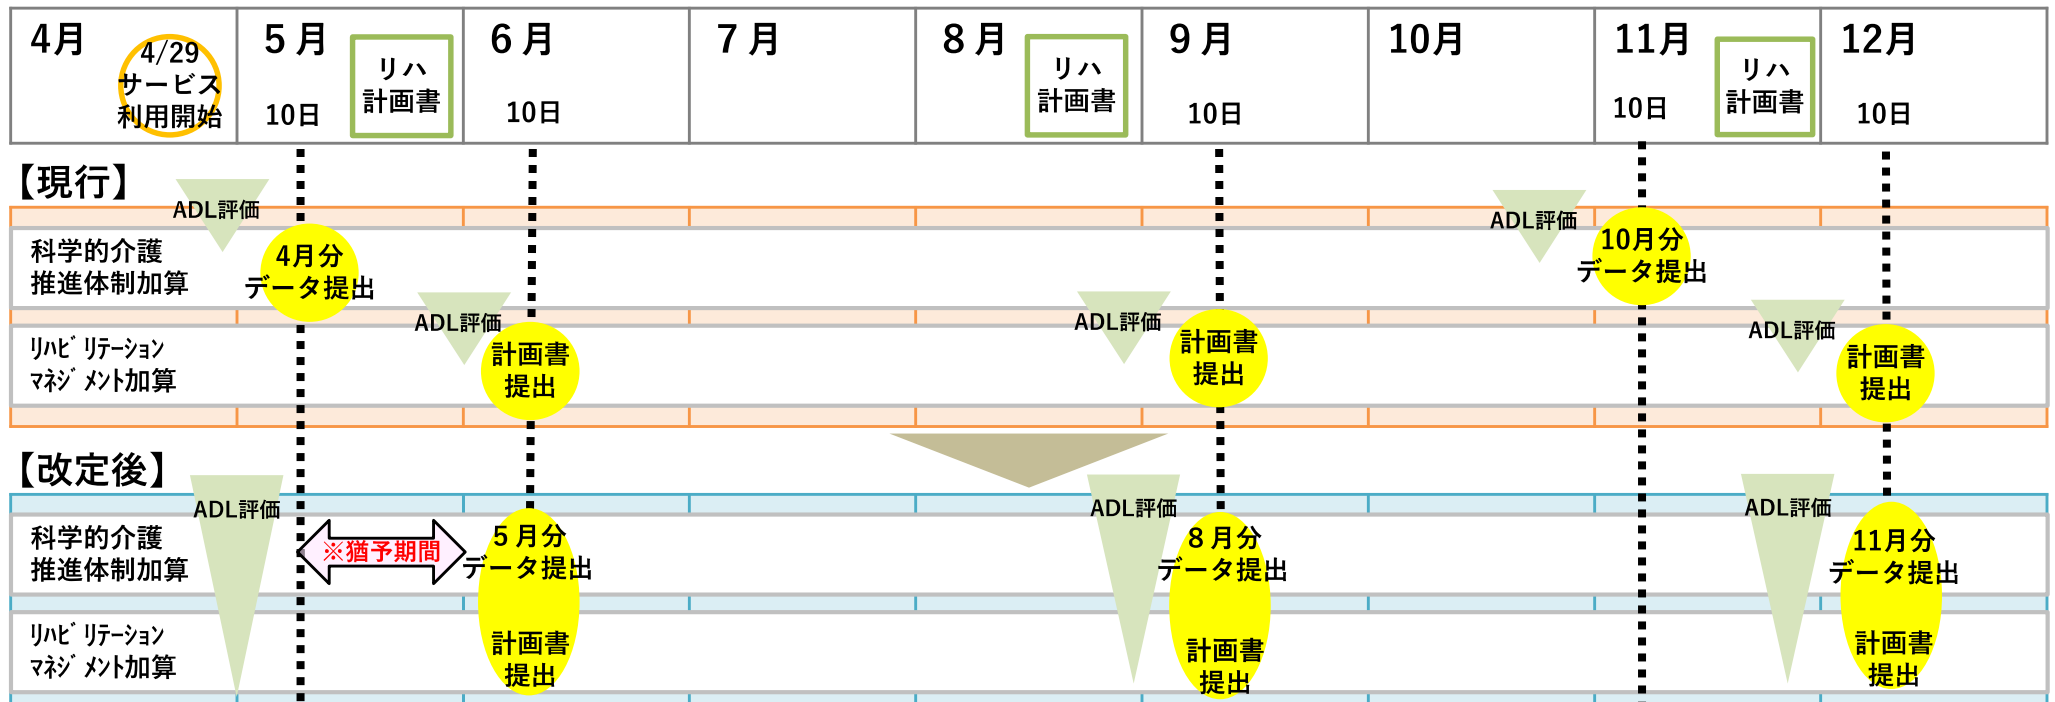 4月
4/29
サービス
利用開始
5月
10日
リハ
計画書
6月
10日
7月
8月
リハ
計画書
9月
10日
10月
11月
10日
リハ
計画書
12月
10日
【現行】
ADL評価
ADL評価
科学的介護
推進体制加算
4月分
データ提出
10月分
データ提出
ADL評価
ADL評価
ADL評価
ﾘﾊﾋﾞﾘﾃｰｼｮﾝ
ﾏﾈｼﾞﾒﾝﾄ加算
計画書
提出
計画書
提出
計画書
提出
【改定後】
ADL評価
ADL評価
ADL評価
科学的介護
推進体制加算
※猶予期間
5月分
データ提出
8月分
データ提出
11月分
データ提出
ﾘﾊﾋﾞﾘﾃｰｼｮﾝ
ﾏﾈｼﾞﾒﾝﾄ加算
計画書
提出
計画書
提出
計画書
提出